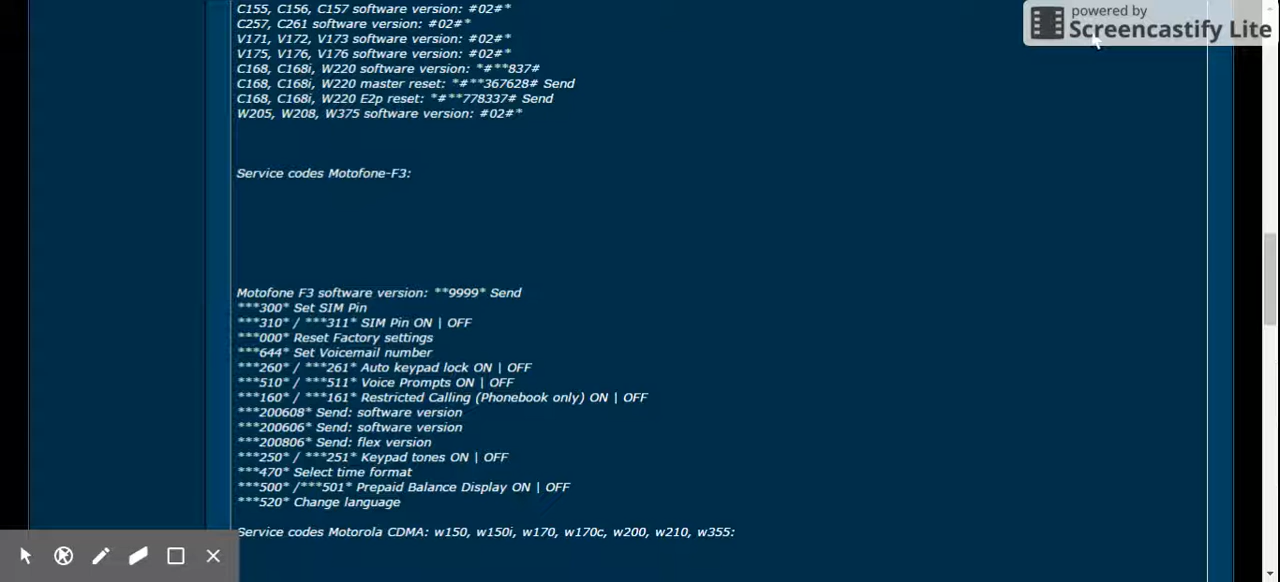 C155, C156, C157 software version: #02#*
C257, C261 software version: #02#*
V171, V172, V173 software version: #02#*
V175, V176, V176 software version: #02#*
C168, C168i, W220 software version: *#**837#
C168, C168i, W220 master reset: *#**367628# Send
C168, C168i, W220 E2p reset: *#**778337# Send
W205, W208, W375 software version: #02#*
powered by
Screencastify Lite
Service codes Motofone-F3:
Motofone F3 software version: **9999* Send
***300* Set SIM Pin
***310* / ***311* SIM Pin ON | OFF
***000* Reset Factory settings
***644* Set Voicemail number
***260* / ***261* Auto keypad lock ON | OFF
***510* / ***511* Voice Prompts ON | OFF
***160* / ***161* Restricted Calling (Phonebook only) ON | OFF
***200608* Send: software version
***200606* Send: software version
***200806* Send: flex version
***250* / ***251* Keypad tones ON | OFF
***470* Select time format
***500* /***501* Prepaid Balance Display ON | OFF
***520* Change language
Service codes Motorola CDMA: w150, w150i, w170, w170c, w200, w210, w355: